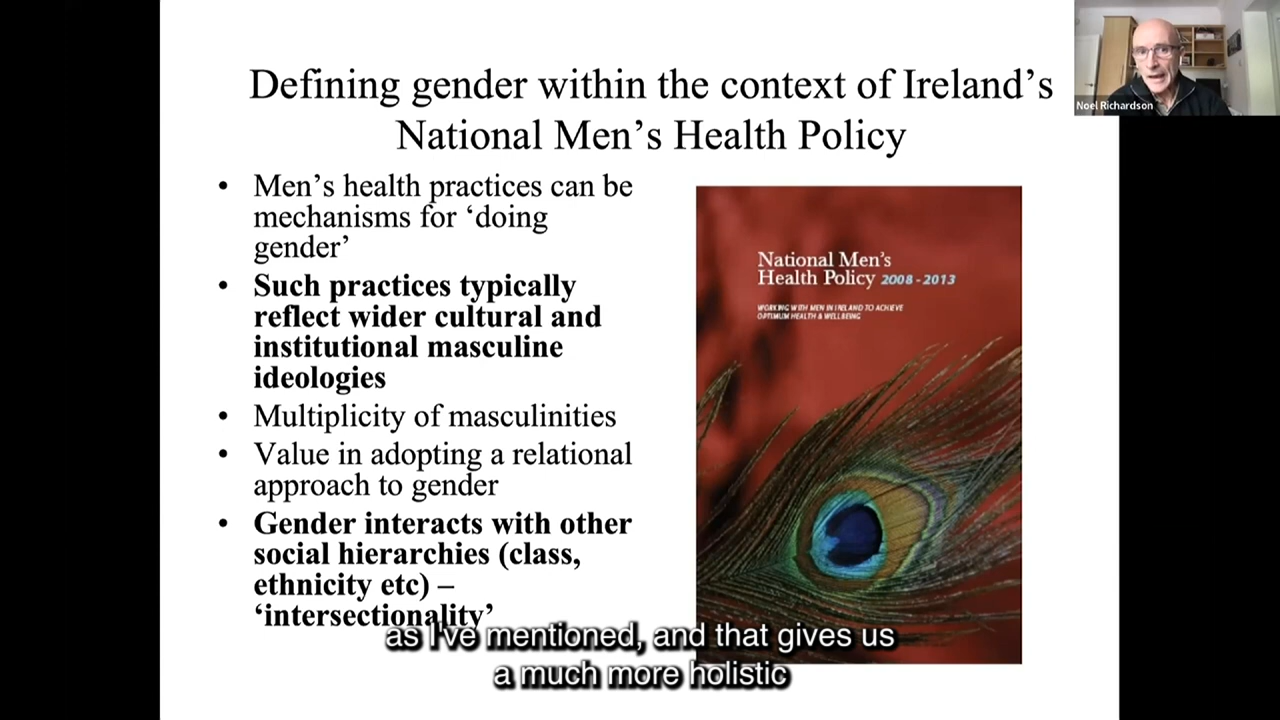 Defining gender within the context of Ireland’s
National Men’s Health Policy
Noel Richardson
• Men’s health practices can be
mechanisms for ‘doing
gender’
• Such practices typically
reflect wider cultural and
institutional masculine
ideologies
• Multiplicity of masculinities
• Value in adopting a relational
approach to gender
• Gender interacts with other
social hierarchies (class,
ethnicity etc) –
‘intersectionality’
National Men’s
Health Policy 2008 - 2013
WORKING WITH MEN IN IRELAND TO ACHIEVE
OPTIMUM HEALTH & WELLBEING
as I’ve mentioned, and that gives us
a much more holistic